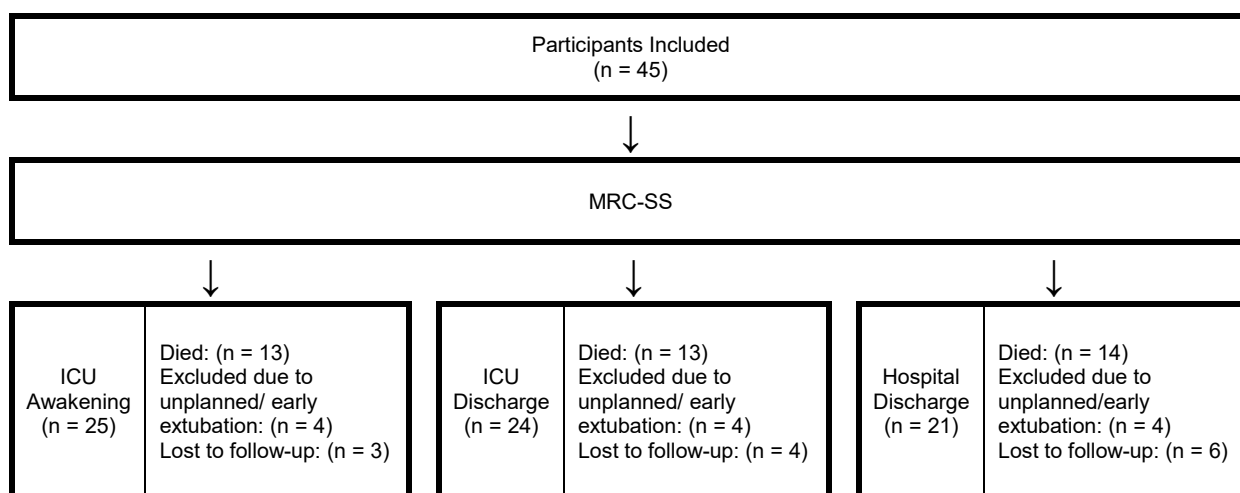 Participants Included
(n = 45)
↓
MRC-SS
↓ ↓ ↓
ICU
Awakening
(n = 25)
Died: (n = 13)
Excluded due to
unplanned/ early
extubation: (n = 4)
Lost to follow-up: (n = 3)
ICU
Discharge
(n = 24)
Died: (n = 13)
Excluded due to
unplanned/ early
extubation: (n = 4)
Lost to follow-up: (n = 4)
Hospital
Discharge
(n = 21)
Died: (n = 14)
Excluded due to
unplanned/early
extubation: (n = 4)
Lost to follow-up: (n = 6)